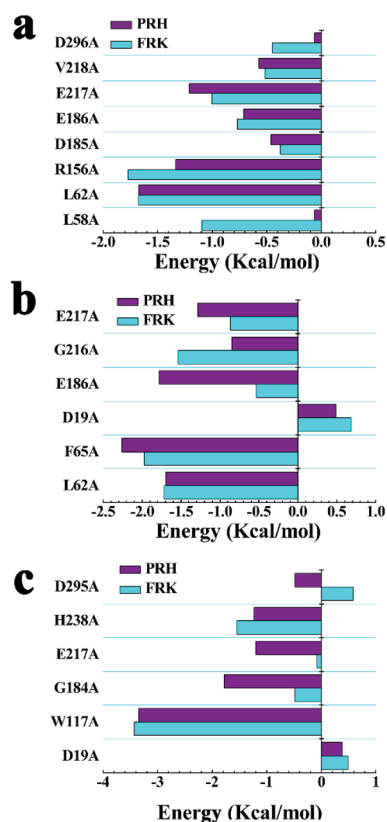 a
PRH
FRK
D296A
V218A
E217A
E186A
D185A
R156A
L62A
L58A
-2.0 -1.5 -1.0 -0.5 0.0 0.5
Energy (Kcal/mol)
b
PRH
FRK
E217A
G216A
E186A
D19A
F65A
L62A
-2.5 -2.0 -1.5 -1.0 -0.5 0.0 0.5 1.0
Energy (Kcal/mol)
c
PRH
FRK
D295A
H238A
E217A
G184A
W117A
D19A
-4 -3 -2 -1 0 1
Energy (Kcal/mol)